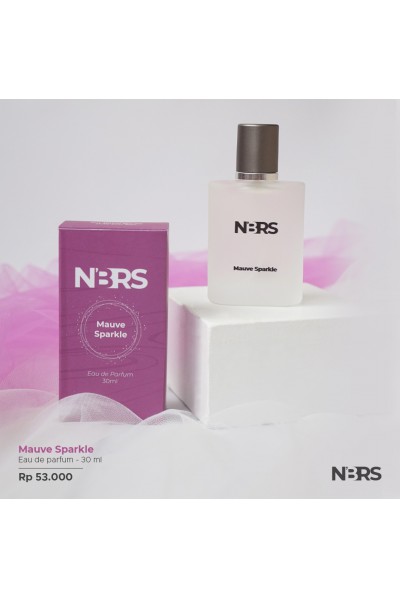 NBRS
Mauve Sparkle
NBRS
Mauve
Sparkle
Eau de Parfum
30ml
Mauve Sparkle
Eau de parfum - 30 ml
Rp 53.000
NBRS